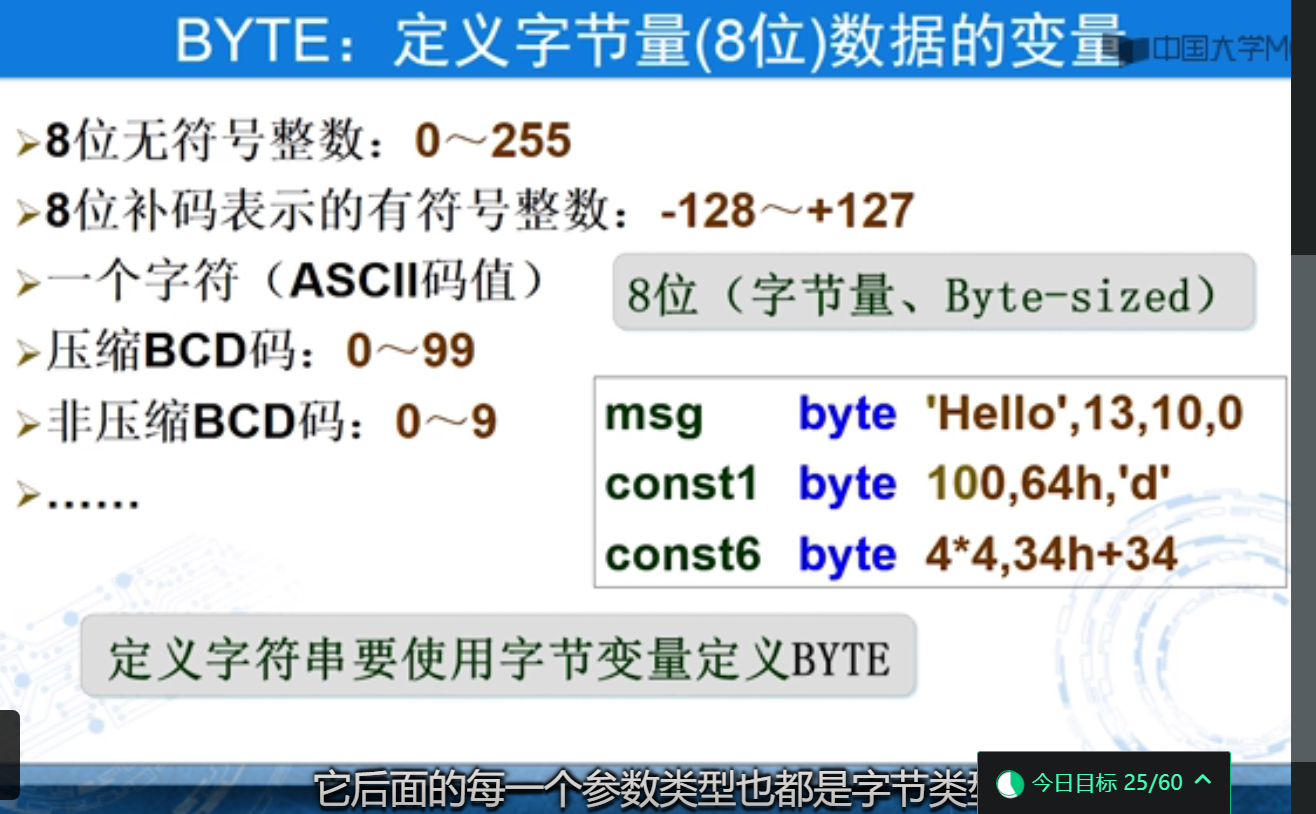 BYTE：定义字节量(8位)数据的变量
中国大学M
8位无符号整数：0～255
8位补码表示的有符号整数：-128～+127
一个字符（ASCII码值）
8位（字节量、Byte-sized）
压缩BCD码：0～99
非压缩BCD码：0～9
……
msg byte 'Hello',13,10,0
const1 byte 100,64h,'d'
const6 byte 4*4,34h+34
定义字符串要使用字节变量定义BYTE
它后面的每一个参数类型也都是字节类
今日目标 25/60